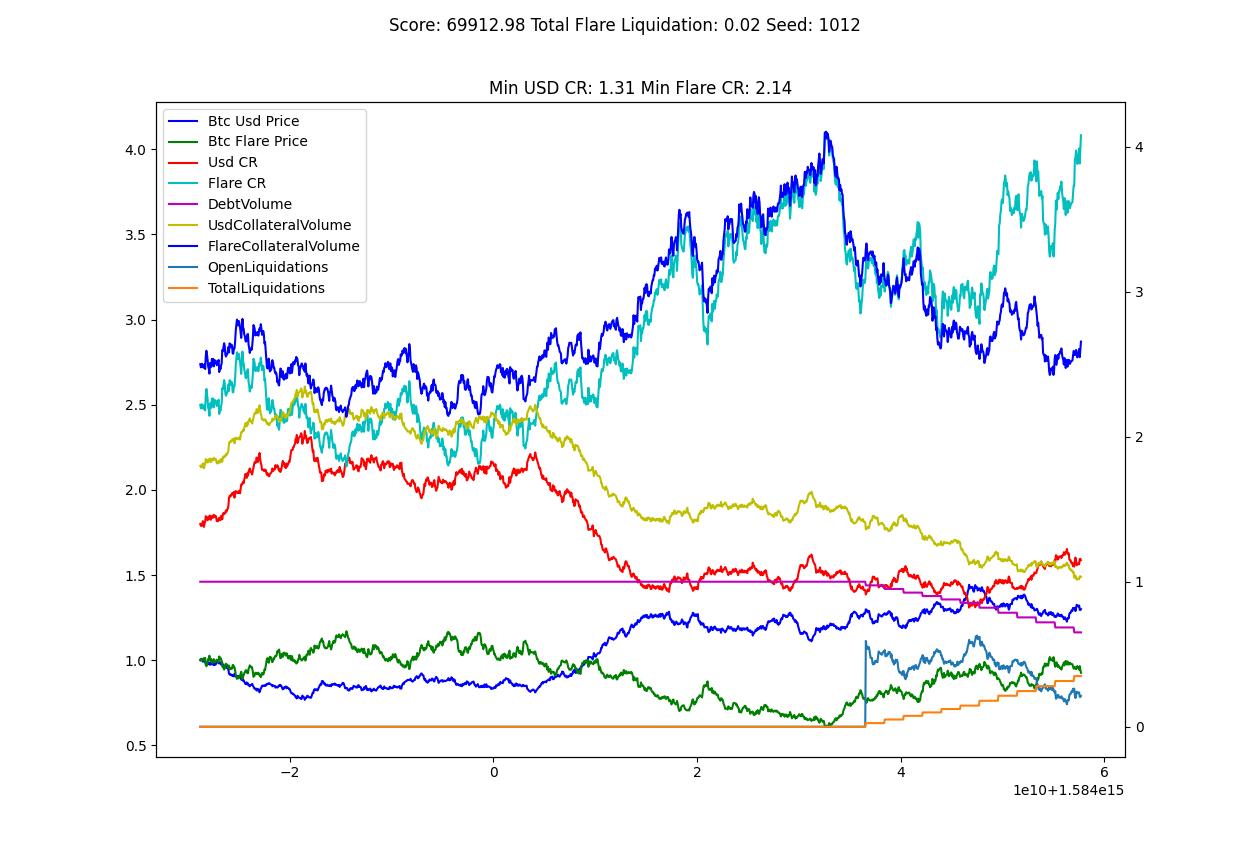 Score: 69912.98 Total Flare Liquidation: 0.02 Seed: 1012
Min USD CR: 1.31 Min Flare CR: 2.14
Btc Usd Price
Btc Flare Price
Usd CR
Flare CR
DebtVolume
UsdCollateralVolume
FlareCollateralVolume
OpenLiquidations
TotalLiquidations
4.0
3.5
3.0
2.5
2.0
1.5
1.0
0.5
4
3
2
1
0
−2
0
2
4
6
1e10+1.584e15